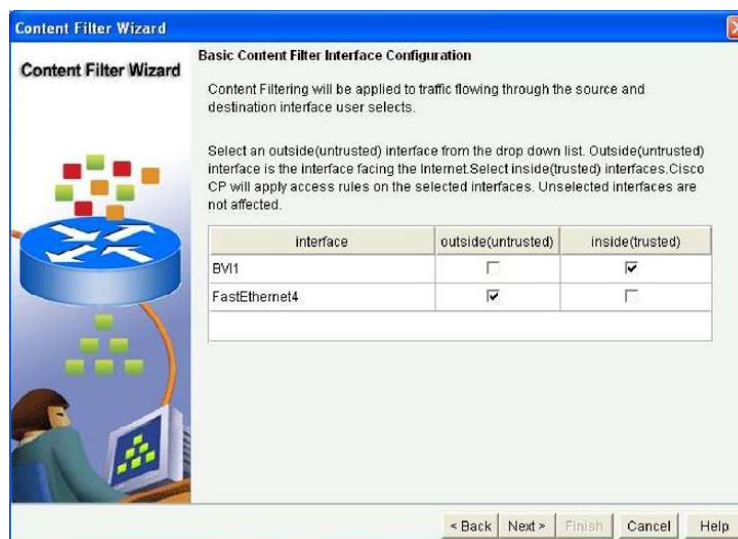 Content Filter Wizard
Content Filter Wizard
Basic Content Filter Interface Configuration
Content Filtering will be applied to traffic flowing through the source and
destination interface user selects.
Select an outside(untrusted) interface from the drop down list. Outside(untrusted)
interface is the interface facing the Internet.Select inside(trusted) interfaces.Cisco
CP will apply access rules on the selected interfaces. Unselected interfaces are
not affected.
interface outside(untrusted) inside(trusted)
BVI1
FastEthernet4
< Back Next > Finish Cancel Help